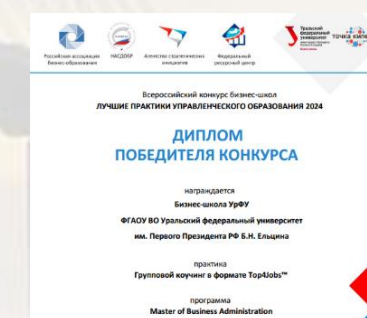 Российская ассоциация бизнес-образования
НАСДОБР
Агентство стратегических инициатив
Федеральный ресурсный центр
Уральский федеральный университет
ТОЧКА КИПЕНИЯ
Всероссийский конкурс бизнес-школ
ЛУЧШИЕ ПРАКТИКИ УПРАВЛЕНЧЕСКОГО ОБРАЗОВАНИЯ 2024
ДИПЛОМ
ПОБЕДИТЕЛЯ КОНКУРСА
награждается
Бизнес-школа УрФУ
ФГАОУ ВО Уральский федеральный университет
им. Первого Президента РФ Б.Н. Ельцина
практика
Групповой коучинг в формате Top4Jobs™
программа
Master of Business Administration